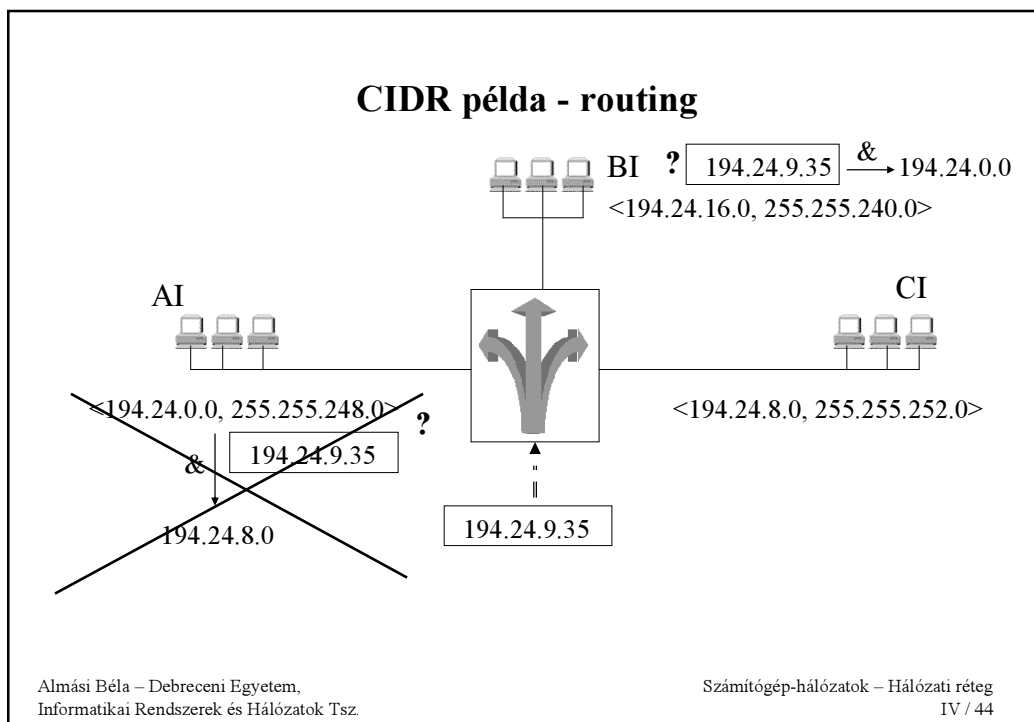 CIDR példa - routing
BI ? 194.24.9.35 & 194.24.0.0
<194.24.16.0, 255.255.240.0>
AI
CI
<194.24.0.0, 255.255.248.0>
<194.24.8.0, 255.255.252.0>
& 194.24.9.35 ?
194.24.8.0
194.24.9.35
Almási Béla – Debreceni Egyetem,
Informatikai Rendszerek és Hálózatok Tsz.
Számítógép-hálózatok – Hálózati réteg
IV / 44